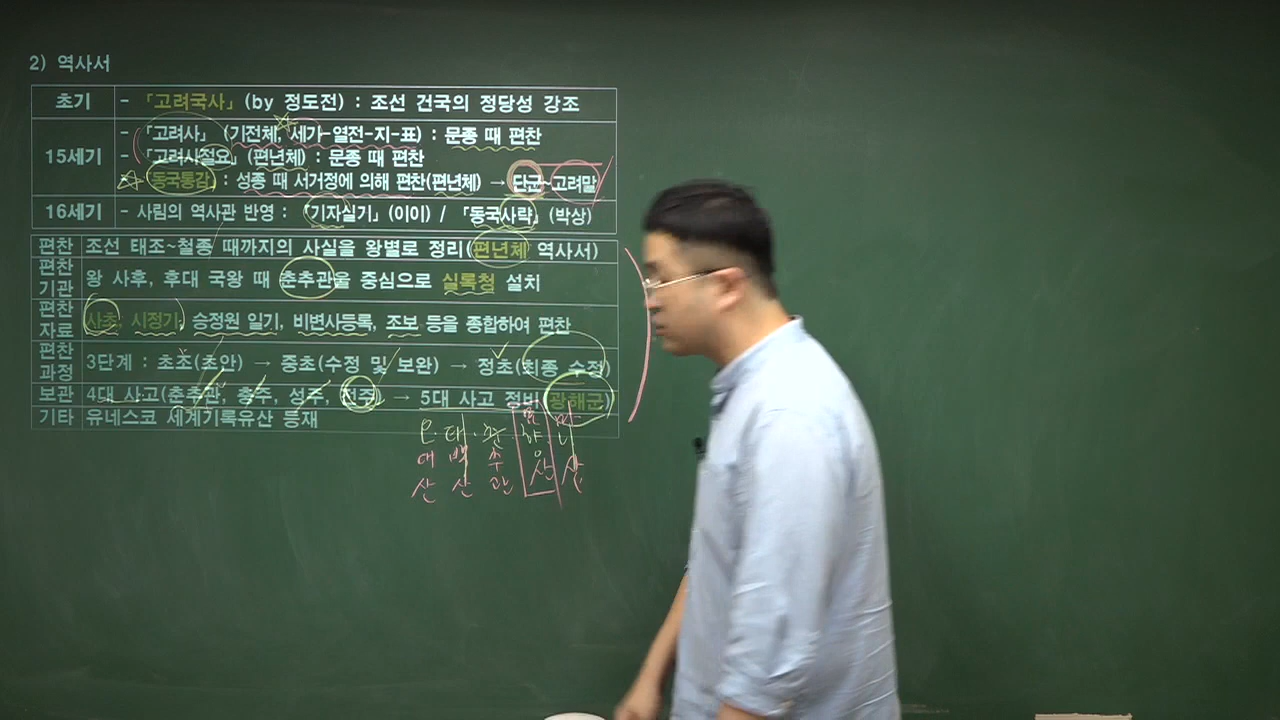 2) 역사서
초기 - 「고려국사」(by 정도전) : 조선 건국의 정당성 강조
15세기 - 「고려사」 (기전체, 세가-열전-지-표) : 문종 때 편찬
- 「고려사절요」(편년체) : 문종 때 편찬
동국통감, : 성종 때 서거정에 의해 편찬(편년체) → 단군~고려말
16세기 - 사림의 역사관 반영 : 「기자실기」(이이) / 「동국사략」(박상)
편찬 조선 태조~철종 때까지의 사실을 왕별로 정리(편년체 역사서)
편찬
기관 왕 사후, 후대 국왕 때 춘추관을 중심으로 실록청 설치
편찬
자료 사초, 시정기, 승정원 일기, 비변사등록, 조보 등을 종합하여 편찬
편찬
과정 3단계 : 초조(초안) → 중초(수정 및 보완) → 정초(최종 수정)
보관 4대 사고(춘추관, 충주, 성주, 전주) → 5대 사고 정비(광해군)
기타 유네스코 세계기록유산 등재
오대산 태백산 춘추관 묘향산 마니산